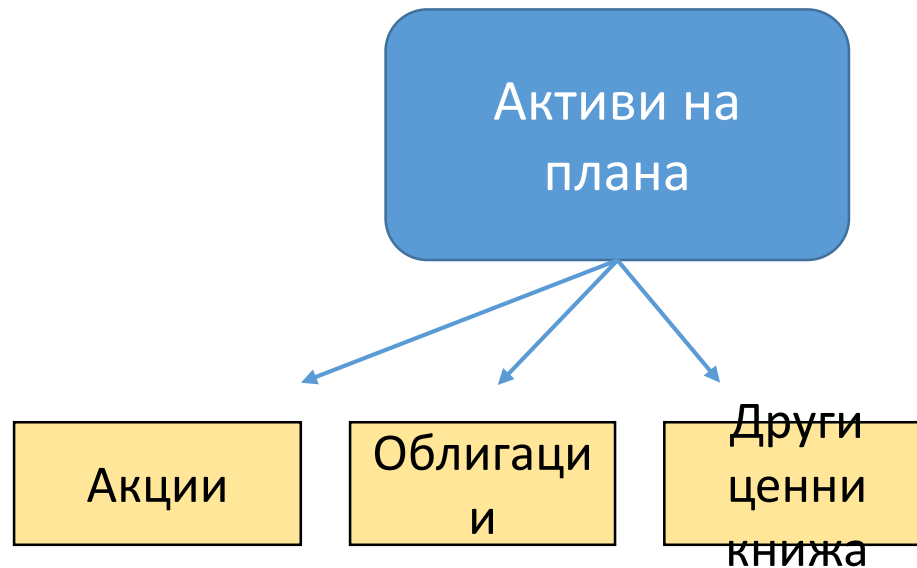 Активи на
плана
Акции
Облигаци
и
Други
ценни
книжа